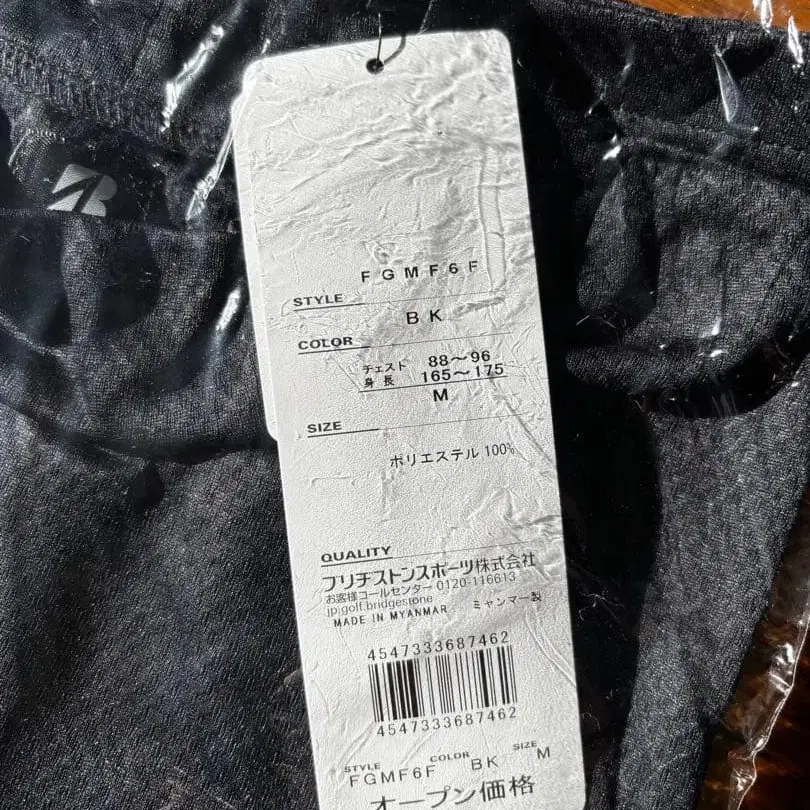 FGMF6F
STYLE
BK
COLOR
チェスト 88～96
身長 165～175
M
SIZE
ポリエステル 100%
QUALITY
ブリヂストンスポーツ株式会社
お客様コールセンター 0120-116613
jp.golf.bridgestone
MADE IN MYANMAR ミャンマー製
4547333687462
4547333687462
STYLE COLOR SIZE
FGMF6F BK M
オープン価格